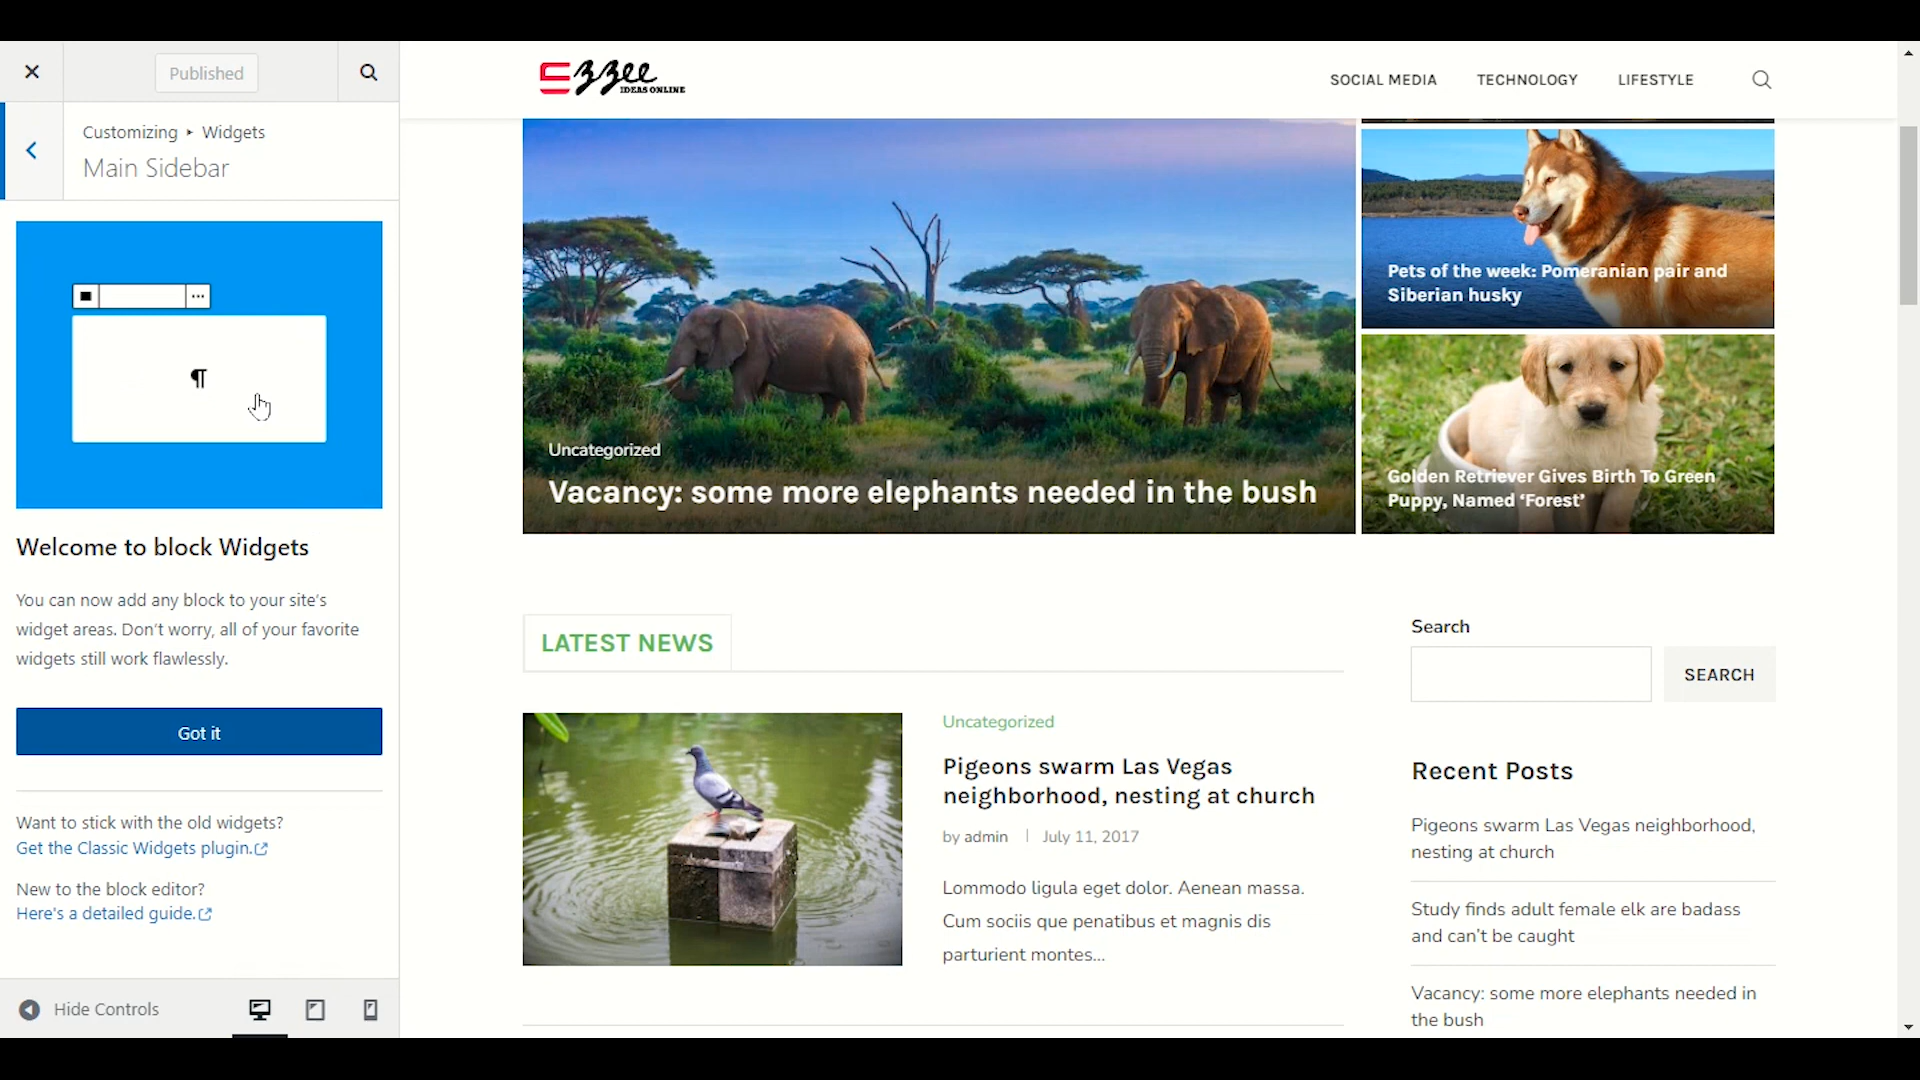 Published
Customizing ▸ Widgets
Main Sidebar
¶
Welcome to block Widgets
You can now add any block to your site's
widget areas. Don't worry, all of your favorite
widgets still work flawlessly.
Got it
Want to stick with the old widgets?
Get the Classic Widgets plugin.
New to the block editor?
Here's a detailed guide.
Hide Controls
Ezzee
IDEAS ONLINE
SOCIAL MEDIA
TECHNOLOGY
LIFESTYLE
Uncategorized
Vacancy: some more elephants needed in the bush
Pets of the week: Pomeranian pair and
Siberian husky
Golden Retriever Gives Birth To Green
Puppy, Named ‘Forest’
LATEST NEWS
Uncategorized
Pigeons swarm Las Vegas
neighborhood, nesting at church
by admin | July 11, 2017
Lommodo ligula eget dolor. Aenean massa.
Cum sociis que penatibus et magnis dis
parturient montes...
Search
SEARCH
Recent Posts
Pigeons swarm Las Vegas neighborhood,
nesting at church
Study finds adult female elk are badass
and can't be caught
Vacancy: some more elephants needed in
the bush